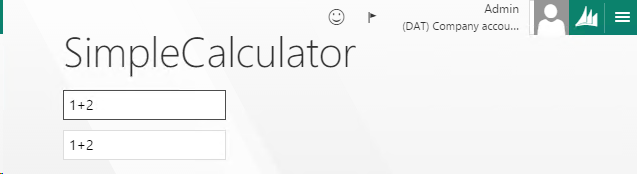 Admin
(DAT) Company accou...
SimpleCalculator
1+2
1+2